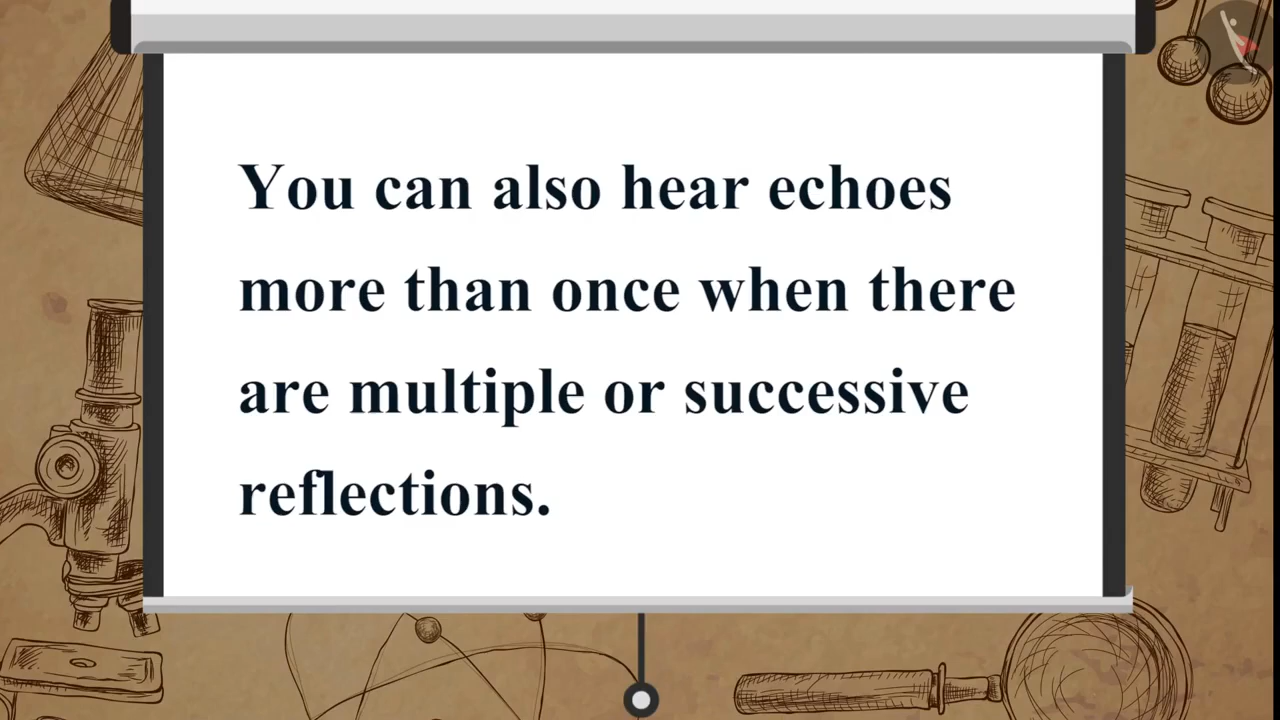 You can also hear echoes
more than once when there
are multiple or successive
reflections.